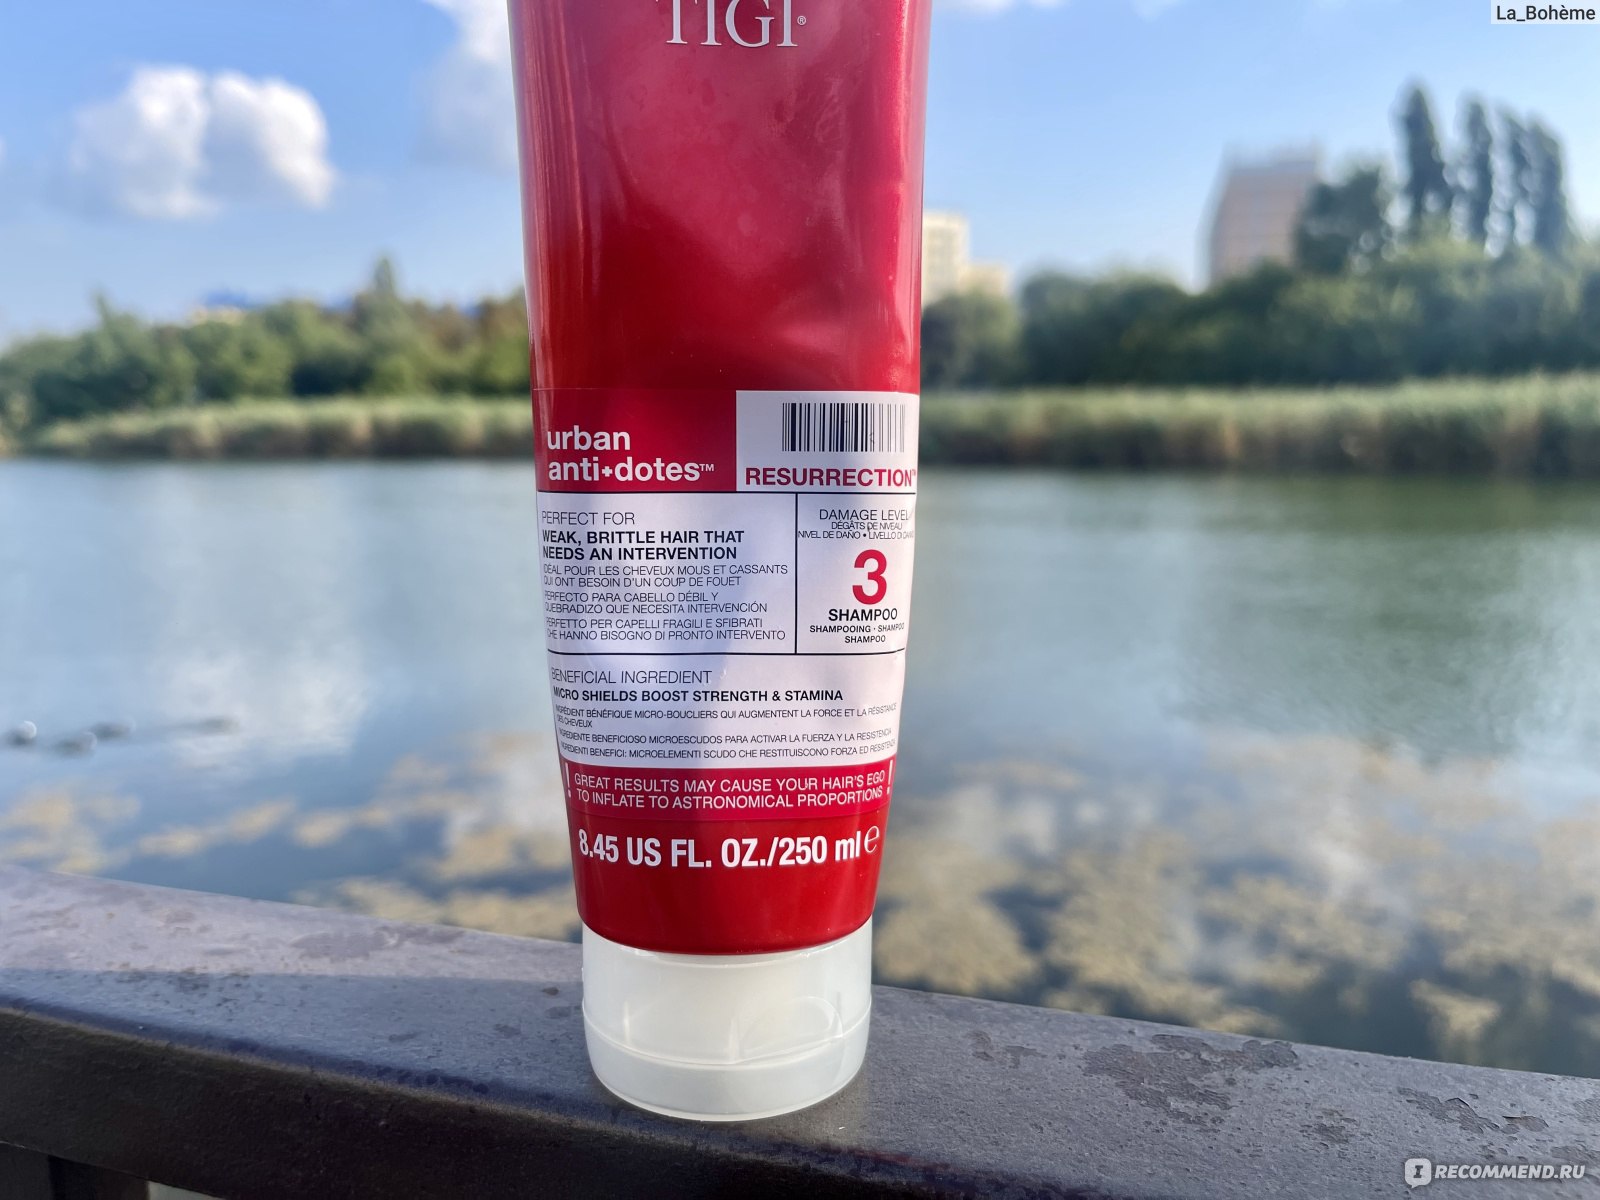 La_Bohème
TIGI®
urban
anti+dotes™
RESURRECTION™
PERFECT FOR
WEAK, BRITTLE HAIR THAT
NEEDS AN INTERVENTION
IDÉAL POUR LES CHEVEUX MOUS ET CASSANTS
QUI ONT BESOIN D'UN COUP DE FOUET
PERFECTO PARA CABELLO DÉBIL Y
QUEBRADIZO QUE NECESITA INTERVENCIÓN
PERFETTO PER CAPELLI FRAGILI E SFIBRATI
CHE HANNO BISOGNO DI PRONTO INTERVENTO
DAMAGE LEVEL
DÉGÂTS DE NIVEAU
NIVEL DE DAÑO • LIVELLO DI DANNO
3
SHAMPOO
SHAMPOOING · SHAMPOO
SHAMPOO
BENEFICIAL INGREDIENT
MICRO SHIELDS BOOST STRENGTH & STAMINA
INGRÉDIENT BÉNÉFIQUE MICRO-BOUCLIERS QUI AUGMENTENT LA FORCE ET LA RÉSISTANCE
DES CHEVEUX
INGREDIENTE BENEFICIOSO MICROESCUDOS PARA ACTIVAR LA FUERZA Y LA RESISTENCIA
INGREDIENTI BENEFICI: MICROELEMENTI SCUDO CHE RESTITUISCONO FORZA ED RESISTENZA
! GREAT RESULTS MAY CAUSE YOUR HAIR'S EGO !
TO INFLATE TO ASTRONOMICAL PROPORTIONS
8.45 US FL. OZ./250 ml ℮
IRECOMMEND.RU